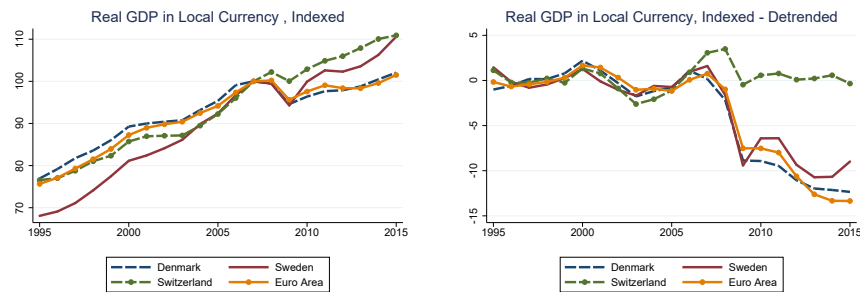 Real GDP in Local Currency , Indexed
110
100
90
80
70
1995
2000
2005
2010
2015
Denmark
Sweden
Switzerland
Euro Area
Real GDP in Local Currency, Indexed - Detrended
5
0
-5
-10
-15
1995
2000
2005
2010
2015
Denmark
Sweden
Switzerland
Euro Area